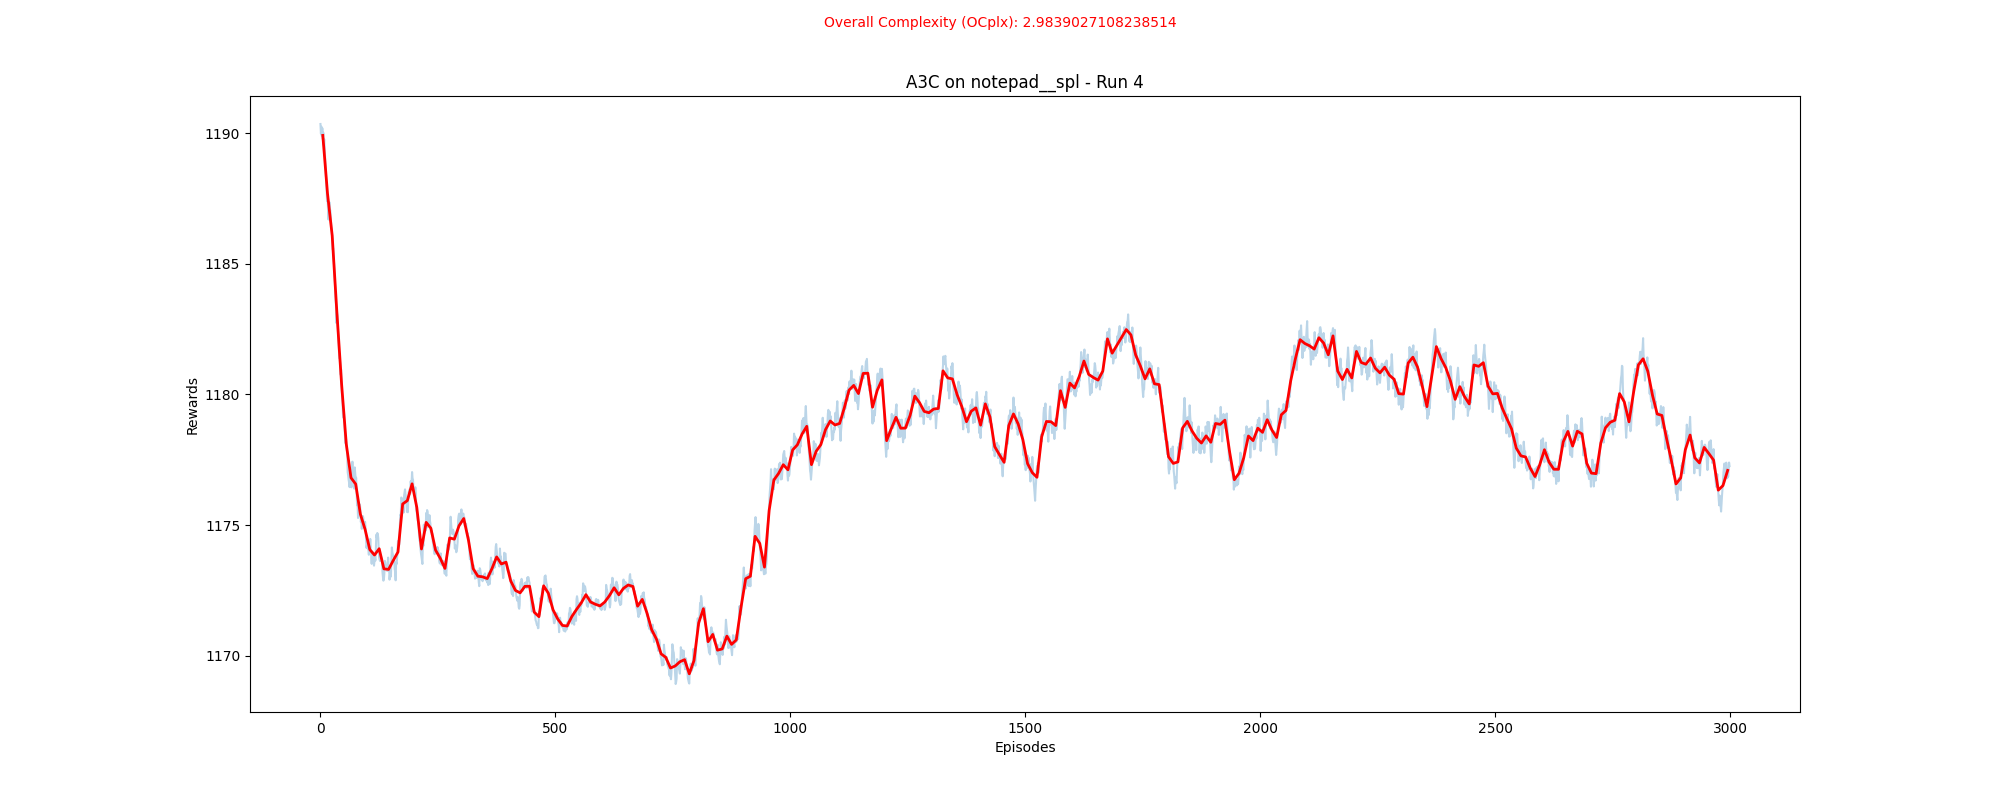 Overall Complexity (OCplx): 2.9839027108238514
A3C on notepad__spl - Run 4
1190
1185
1180
1175
1170
Rewards
0 500 1000 1500 2000 2500 3000
Episodes